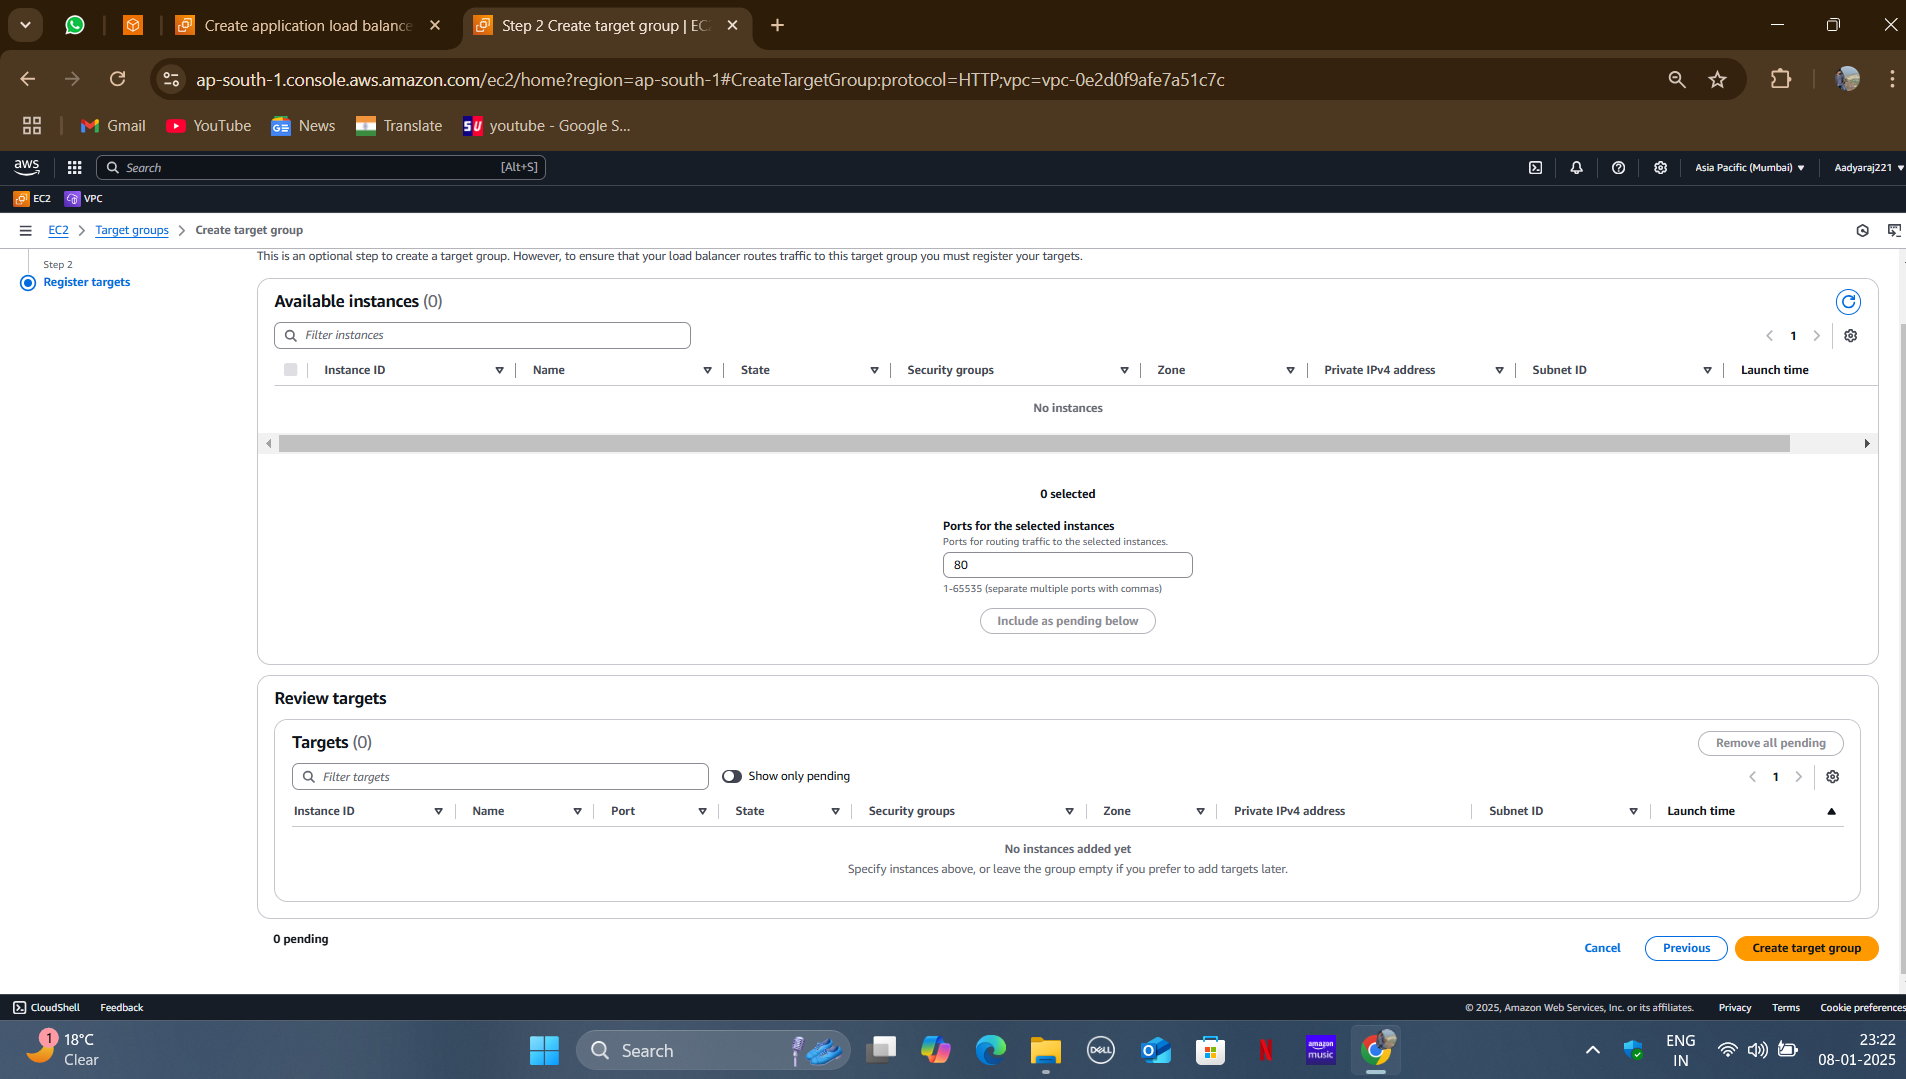 Create application load balance
Step 2 Create target group | EC
ap-south-1.console.aws.amazon.com/ec2/home?region=ap-south-1#CreateTargetGroup:protocol=HTTP;vpc=vpc-0e2d0f9afe7a51c7c
Gmail
YouTube
GE
News
Translate
SU
youtube - Google S...
aws
Search
[Alt+S]
Asia Pacific (Mumbai)
Aadyaraj221
EC2
VPC
EC2
Target groups
Create target group
Step 2
Register targets
This is an optional step to create a target group. However, to ensure that your load balancer routes traffic to this target group you must register your targets.
Available instances (0)
Filter instances
1
Instance ID
Name
State
Security groups
Zone
Private IPv4 address
Subnet ID
Launch time
No instances
0 selected
Ports for the selected instances
Ports for routing traffic to the selected instances.
80
1-65535 (separate multiple ports with commas)
Include as pending below
Review targets
Targets (0)
Remove all pending
Filter targets
Show only pending
1
Instance ID
Name
Port
State
Security groups
Zone
Private IPv4 address
Subnet ID
Launch time
No instances added yet
Specify instances above, or leave the group empty if you prefer to add targets later.
0 pending
Cancel
Previous
Create target group
CloudShell
Feedback
© 2025, Amazon Web Services, Inc. or its affiliates.
Privacy
Terms
Cookie preferences
1
18°C
Clear
Search
DELL
amazon
music
ENG
IN
23:22
08-01-2025